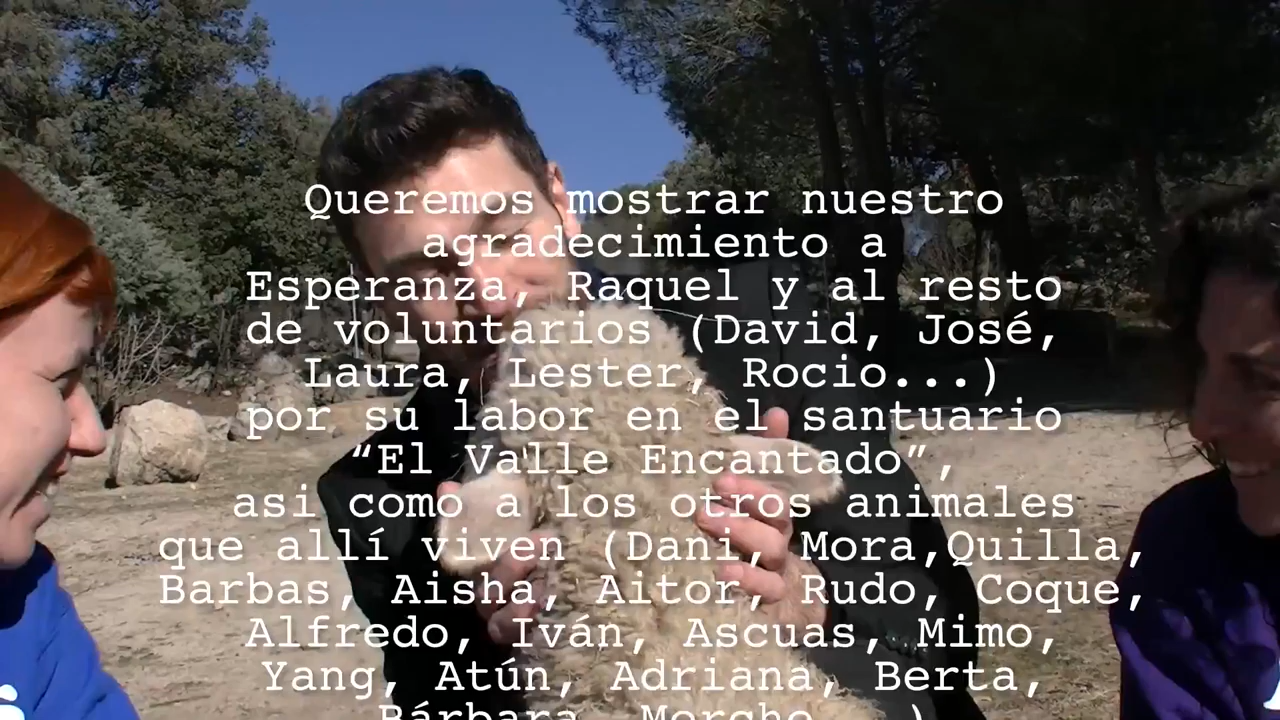 Queremos mostrar nuestro
agradecimiento a
Esperanza, Raquel y al resto
de voluntarios (David, José,
Laura, Lester, Rocio...)
por su labor en el santuario
“El Valle Encantado”,
asi como a los otros animales
que allí viven (Dani, Mora,Quilla,
Barbas, Aisha, Aitor, Rudo, Coque,
Alfredo, Iván, Ascuas, Mimo,
Yang, Atún, Adriana, Berta,
Bárbara, Morcho...)